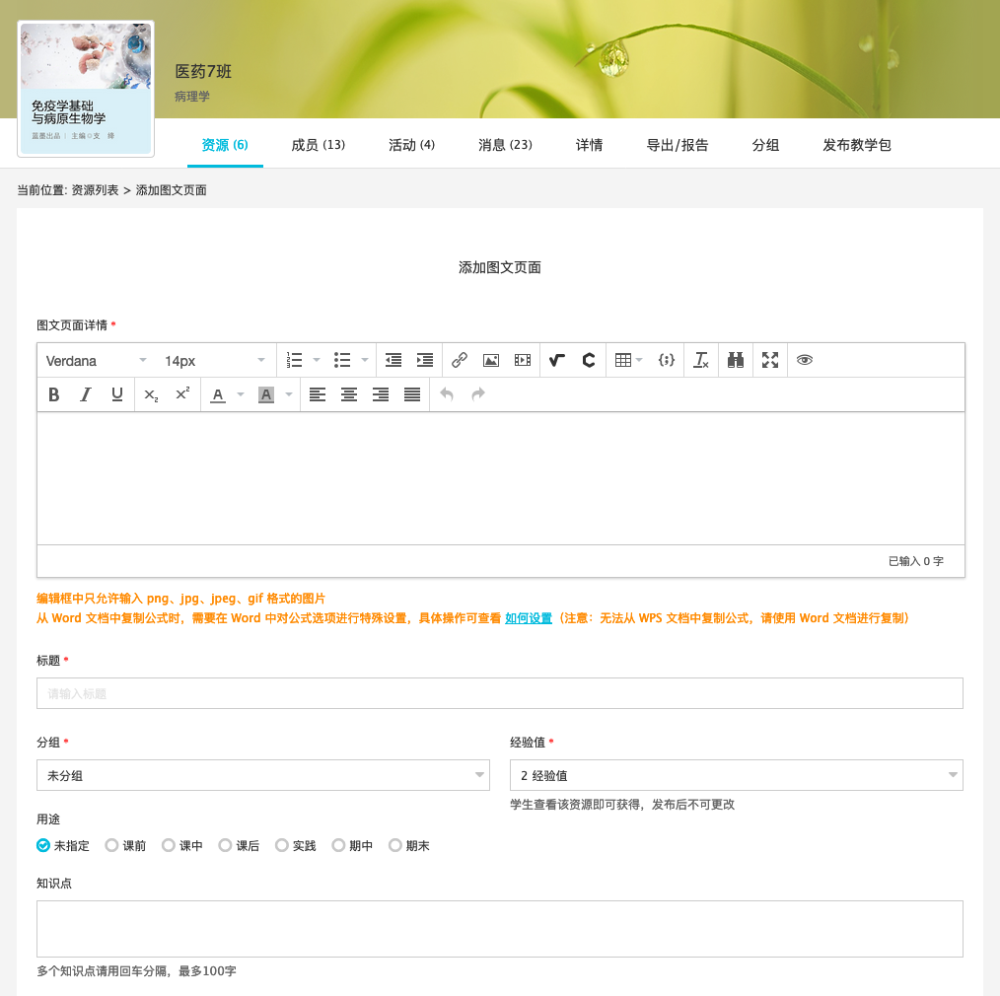 医药7班
病理学
免疫学基础
与病原生物学
蓝墨出品 | 主编◎支 绛
资源 (6) 成员 (13) 活动 (4) 消息 (23) 详情 导出/报告 分组 发布教学包
当前位置: 资源列表 > 添加图文页面
添加图文页面
图文页面详情 *
Verdana 14px
已输入 0 字
编辑框中只允许输入 png、jpg、jpeg、gif 格式的图片
从 Word 文档中复制公式时，需要在 Word 中对公式选项进行特殊设置，具体操作可查看 如何设置（注意：无法从 WPS 文档中复制公式，请使用 Word 文档进行复制）
标题 *
请输入标题
分组 * 经验值 *
未分组 2 经验值
学生查看该资源即可获得，发布后不可更改
用途
未指定 课前 课中 课后 实践 期中 期末
知识点
多个知识点请用回车分隔，最多100字